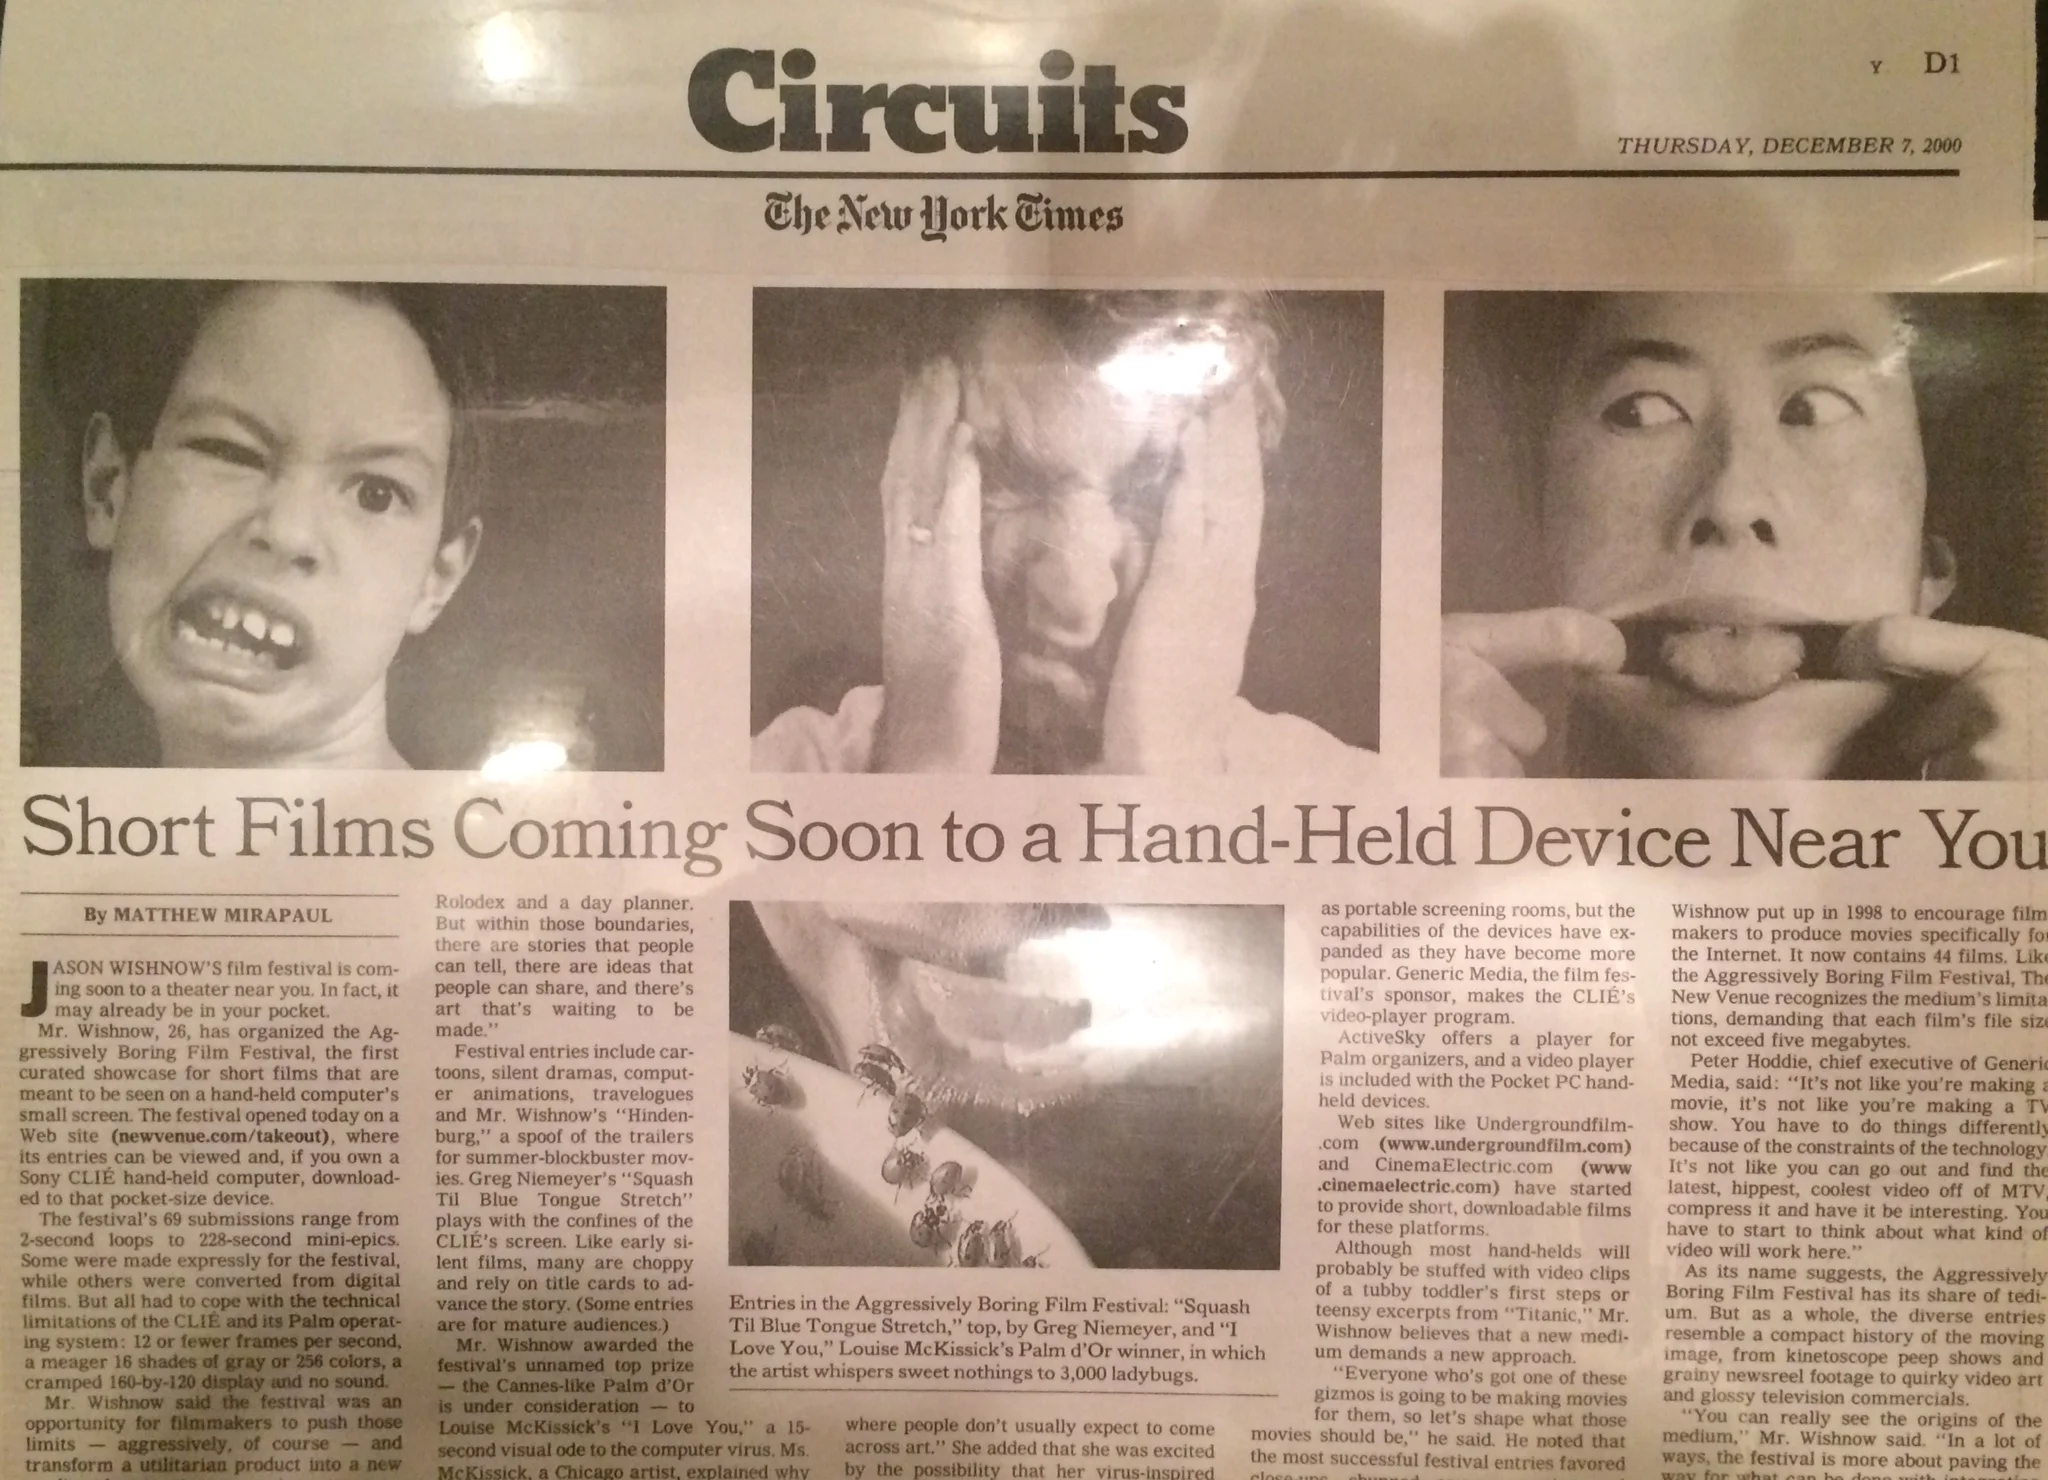 Circuits
Y D1
THURSDAY, DECEMBER 7, 2000
The New York Times
Short Films Coming Soon to a Hand-Held Device Near You
By MATTHEW MIRAPAUL
JASON WISHNOW'S film festival is com-
ing soon to a theater near you. In fact, it
may already be in your pocket.
Mr. Wishnow, 26, has organized the Ag-
gressively Boring Film Festival, the first
curated showcase for short films that are
meant to be seen on a hand-held computer's
small screen. The festival opened today on a
Web site (newvenue.com/takeout), where
its entries can be viewed and, if you own a
Sony CLIÉ hand-held computer, download-
ed to that pocket-size device.
The festival's 69 submissions range from
2-second loops to 228-second mini-epics.
Some were made expressly for the festival,
while others were converted from digital
films. But all had to cope with the technical
limitations of the CLIÉ and its Palm operat-
ing system: 12 or fewer frames per second,
a meager 16 shades of gray or 256 colors, a
cramped 160-by-120 display and no sound.
Mr. Wishnow said the festival was an
opportunity for filmmakers to push those
limits — aggressively, of course — and
transform a utilitarian product into a new
Rolodex and a day planner.
But within those boundaries,
there are stories that people
can tell, there are ideas that
people can share, and there's
art that's waiting to be
made."
Festival entries include car-
toons, silent dramas, comput-
er animations, travelogues
and Mr. Wishnow's "Hinden-
burg," a spoof of the trailers
for summer-blockbuster mov-
ies. Greg Niemeyer's "Squash
Til Blue Tongue Stretch"
plays with the confines of the
CLIÉ's screen. Like early si-
lent films, many are choppy
and rely on title cards to ad-
vance the story. (Some entries
are for mature audiences.)
Mr. Wishnow awarded the
festival's unnamed top prize
— the Cannes-like Palm d'Or
is under consideration — to
Louise McKissick's "I Love You," a 15-
second visual ode to the computer virus. Ms.
McKissick, a Chicago artist, explained why
Entries in the Aggressively Boring Film Festival: "Squash
Til Blue Tongue Stretch," top, by Greg Niemeyer, and "I
Love You," Louise McKissick's Palm d'Or winner, in which
the artist whispers sweet nothings to 3,000 ladybugs.
where people don't usually expect to come
across art." She added that she was excited
by the possibility that her virus-inspired
as portable screening rooms, but the
capabilities of the devices have ex-
panded as they have become more
popular. Generic Media, the film fes-
tival's sponsor, makes the CLIÉ's
video-player program.
ActiveSky offers a player for
Palm organizers, and a video player
is included with the Pocket PC hand-
held devices.
Web sites like Undergroundfilm-
.com (www.undergroundfilm.com)
and CinemaElectric.com (www
.cinemaelectric.com) have started
to provide short, downloadable films
for these platforms.
Although most hand-helds will
probably be stuffed with video clips
of a tubby toddler's first steps or
teensy excerpts from "Titanic," Mr.
Wishnow believes that a new medi-
um demands a new approach.
"Everyone who's got one of these
gizmos is going to be making movies
for them, so let's shape what those
movies should be," he said. He noted that
the most successful festival entries favored
Wishnow put up in 1998 to encourage film
makers to produce movies specifically for
the Internet. It now contains 44 films. Like
the Aggressively Boring Film Festival, The
New Venue recognizes the medium's limita
tions, demanding that each film's file size
not exceed five megabytes.
Peter Hoddie, chief executive of Generic
Media, said: "It's not like you're making a
movie, it's not like you're making a TV
show. You have to do things differently
because of the constraints of the technology.
It's not like you can go out and find the
latest, hippest, coolest video off of MTV,
compress it and have it be interesting. You
have to start to think about what kind of
video will work here."
As its name suggests, the Aggressively
Boring Film Festival has its share of tedi-
um. But as a whole, the diverse entries
resemble a compact history of the moving
image, from kinetoscope peep shows and
grainy newsreel footage to quirky video art
and glossy television commercials.
"You can really see the origins of the
medium," Mr. Wishnow said. "In a lot of
ways, the festival is more about paving the